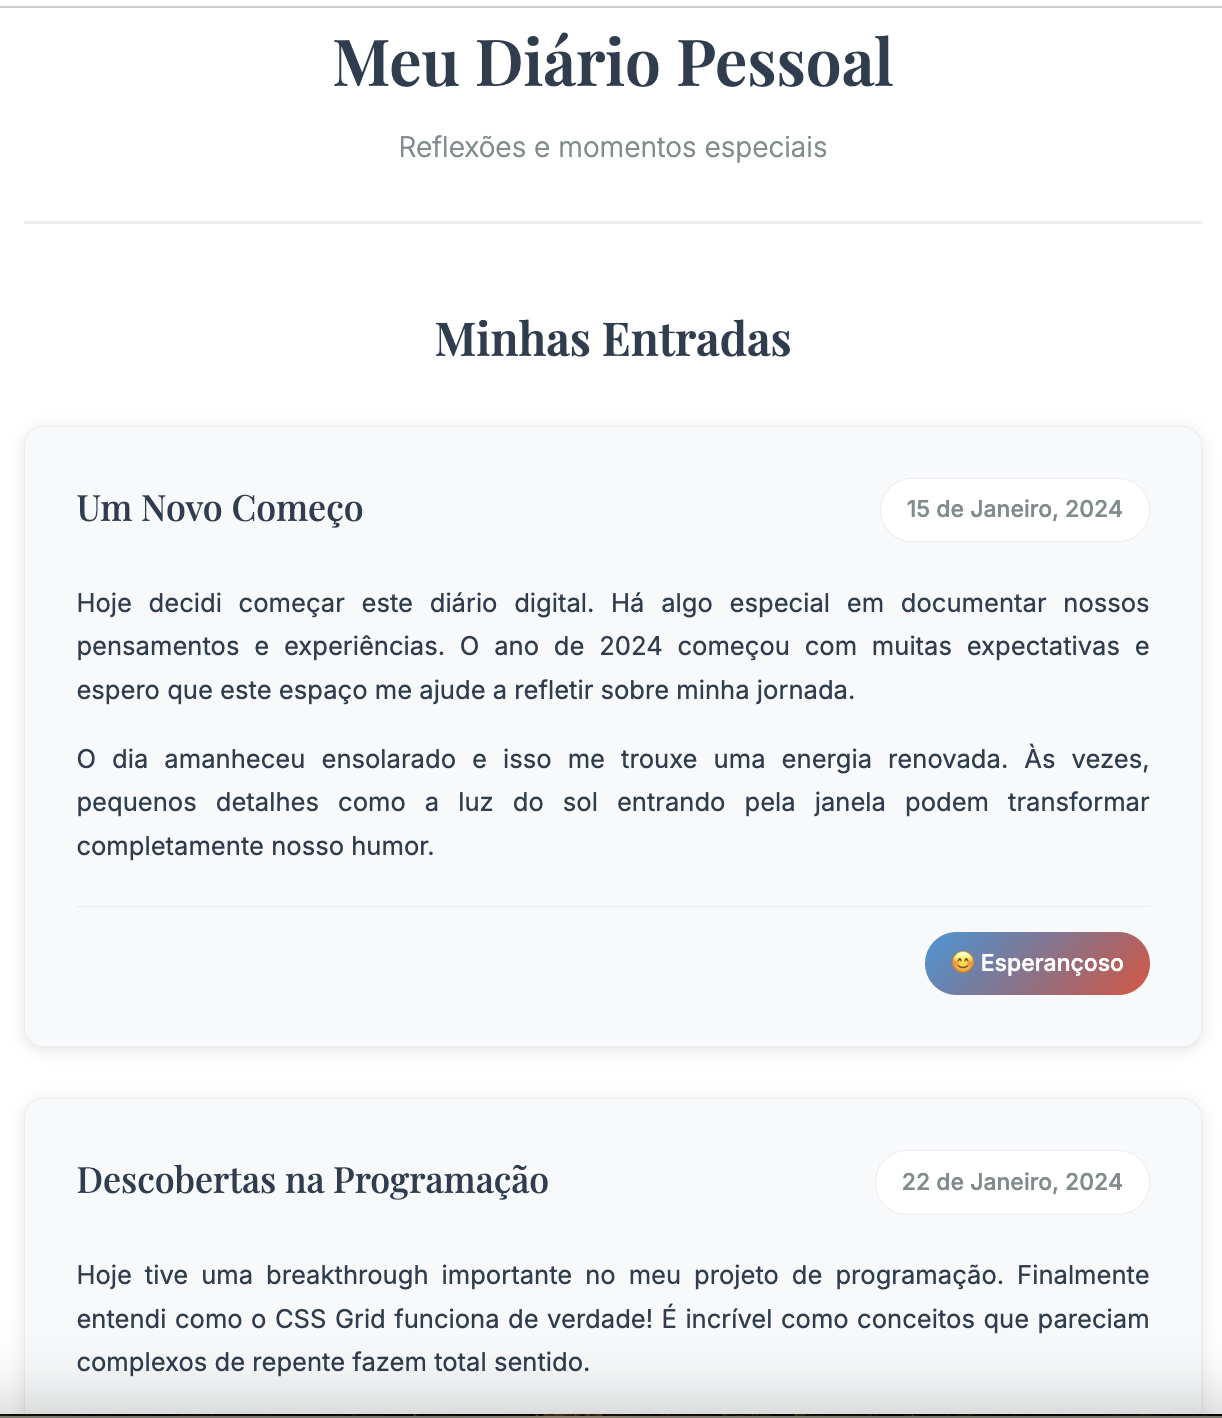 Meu Diário Pessoal
Reflexões e momentos especiais
Minhas Entradas
Um Novo Começo
15 de Janeiro, 2024
Hoje decidi começar este diário digital. Há algo especial em documentar nossos
pensamentos e experiências. O ano de 2024 começou com muitas expectativas e
espero que este espaço me ajude a refletir sobre minha jornada.
O dia amanheceu ensolarado e isso me trouxe uma energia renovada. Às vezes,
pequenos detalhes como a luz do sol entrando pela janela podem transformar
completamente nosso humor.
😊 Esperançoso
Descobertas na Programação
22 de Janeiro, 2024
Hoje tive uma breakthrough importante no meu projeto de programação. Finalmente
entendi como o CSS Grid funciona de verdade! É incrível como conceitos que pareciam
complexos de repente fazem total sentido.